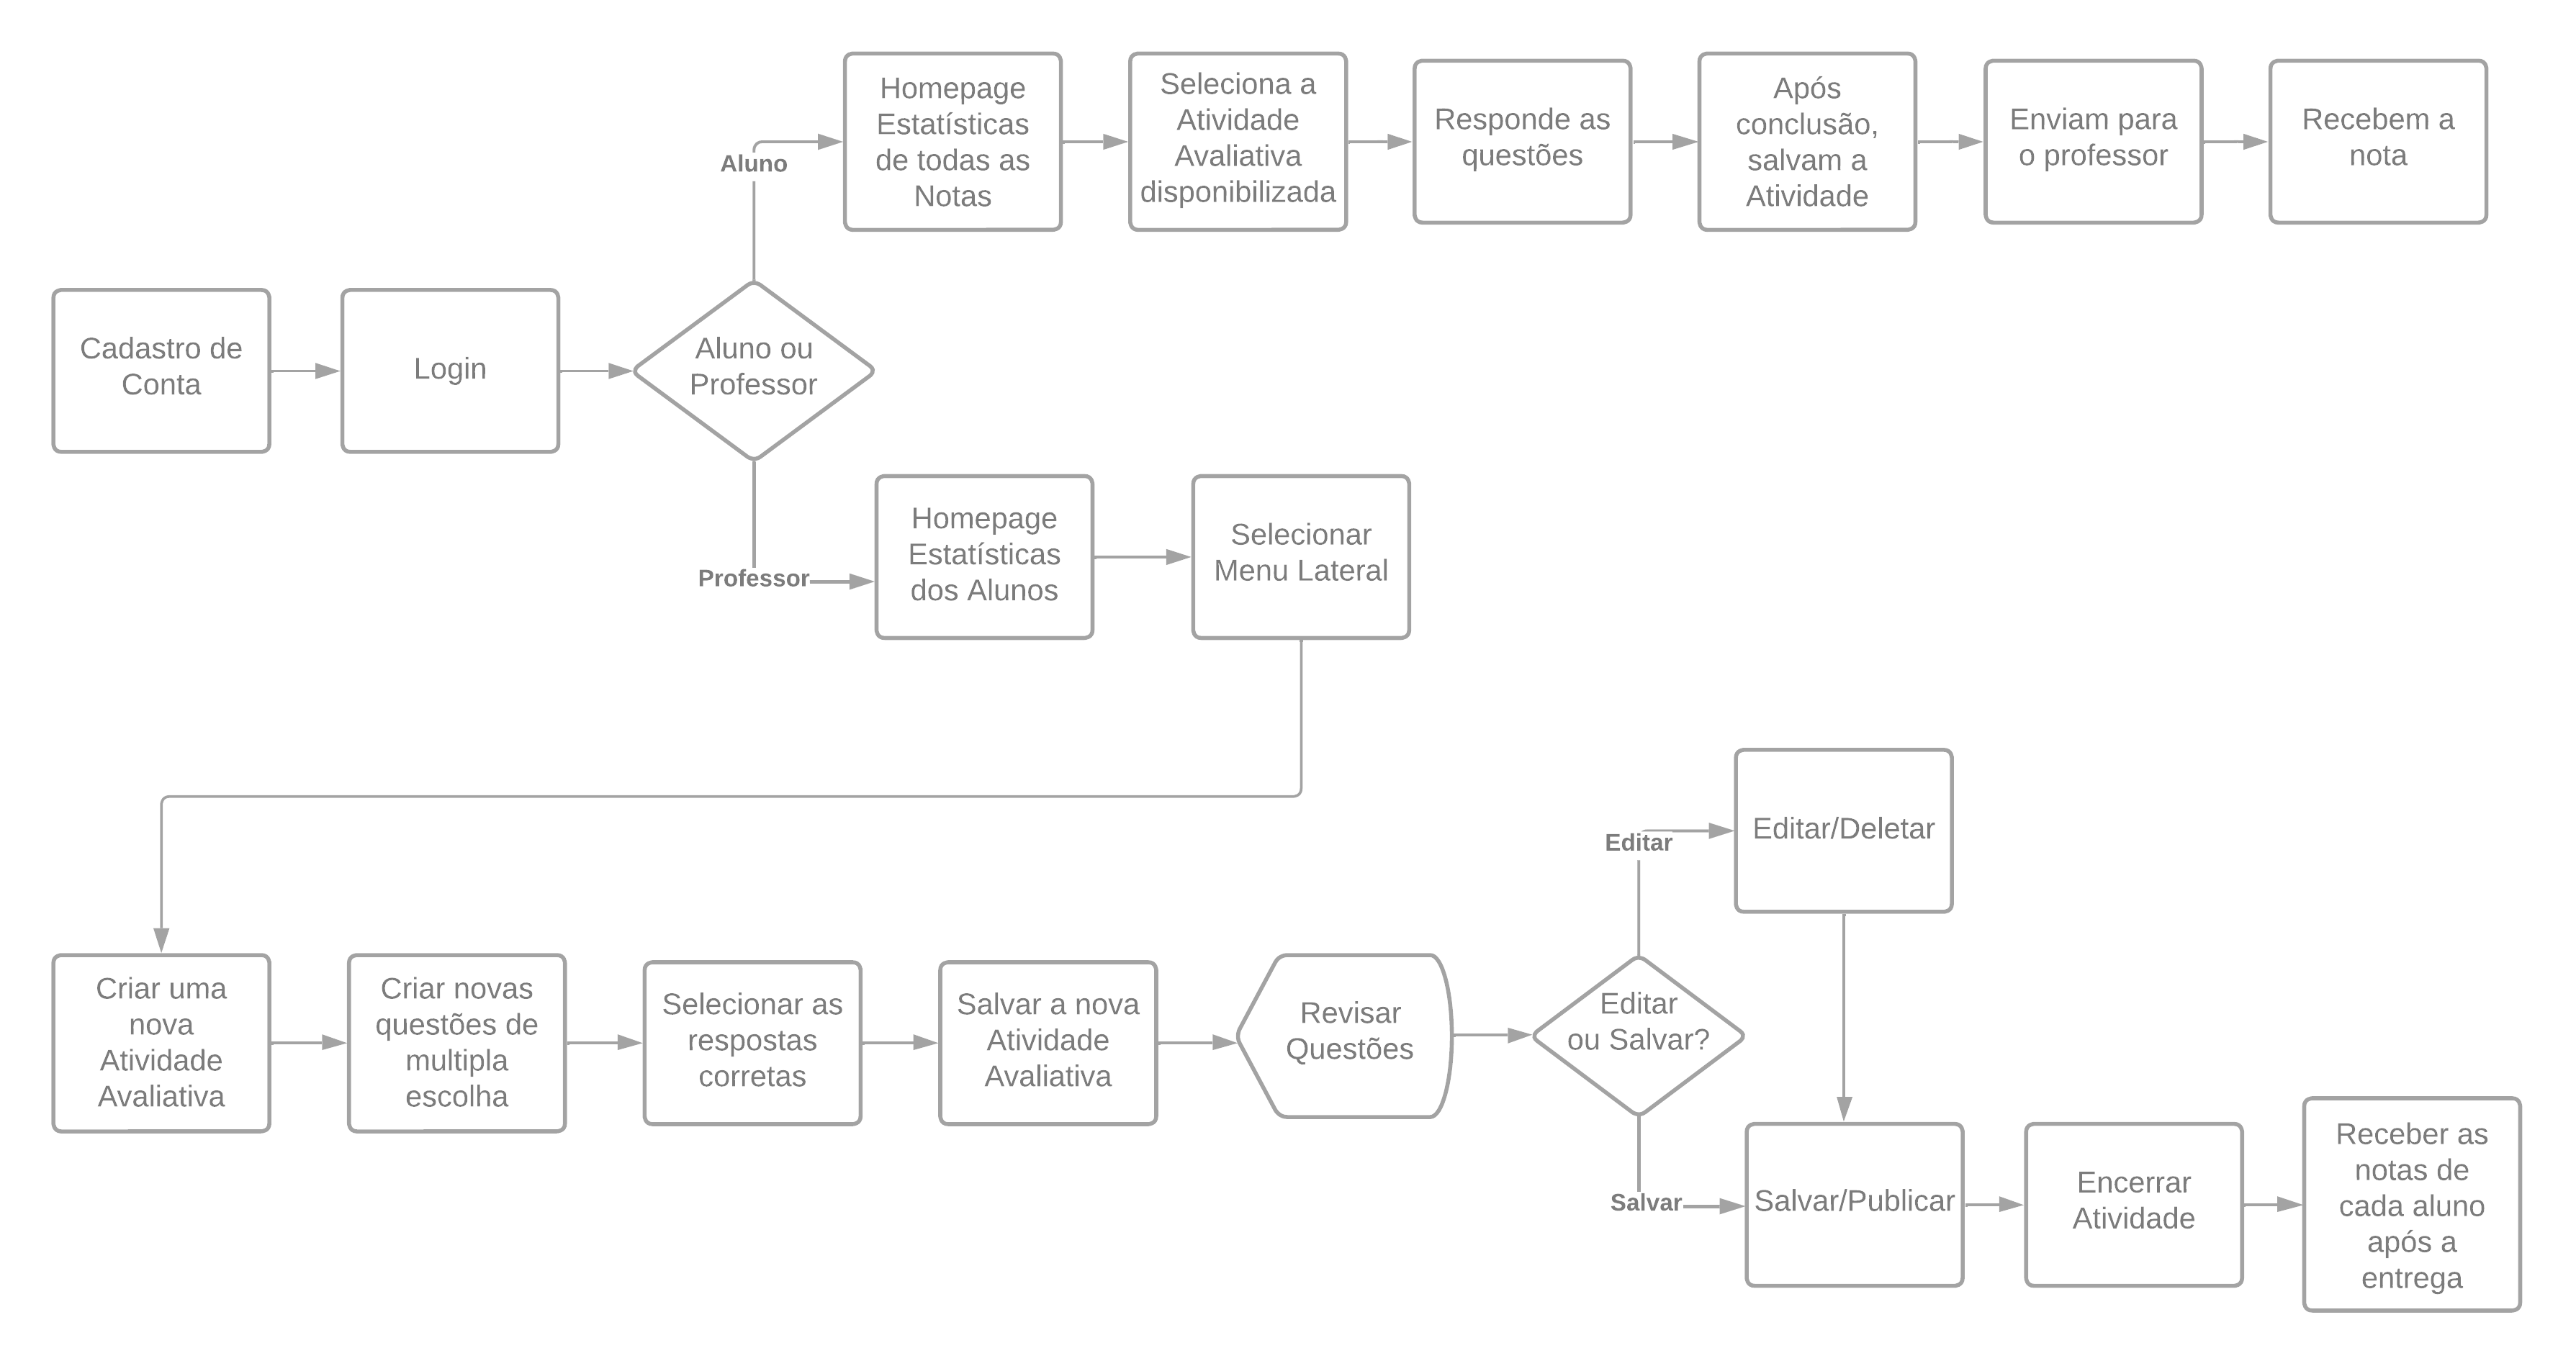 Homepage
Estatísticas
de todas as
Notas
Seleciona a
Atividade
Avaliativa
disponibilizada
Responde as
questões
Após
conclusão,
salvam a
Atividade
Enviam para
o professor
Recebem a
nota
Aluno
Cadastro de
Conta
Login
Aluno ou
Professor
Professor
Homepage
Estatísticas
dos Alunos
Selecionar
Menu Lateral
Criar uma
nova
Atividade
Avaliativa
Criar novas
questões de
multipla
escolha
Selecionar as
respostas
corretas
Salvar a nova
Atividade
Avaliativa
Revisar
Questões
Editar
ou Salvar?
Editar
Editar/Deletar
Salvar
Salvar/Publicar
Encerrar
Atividade
Receber as
notas de
cada aluno
após a
entrega